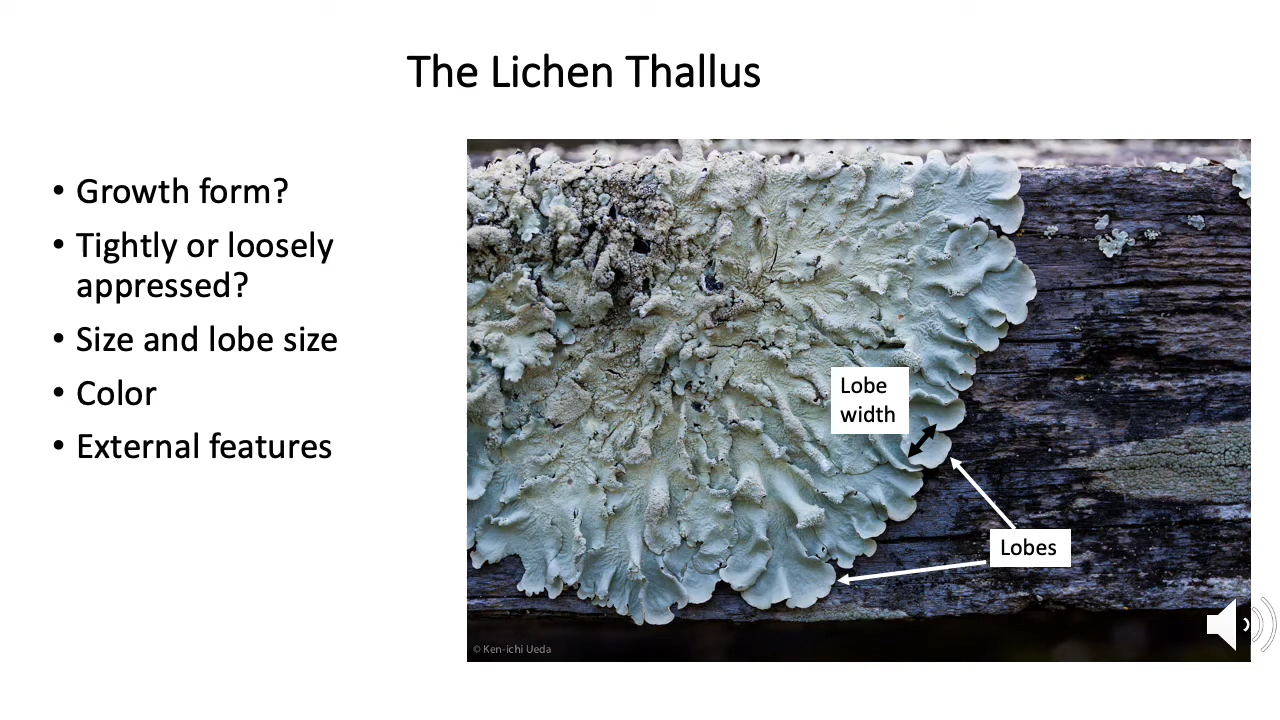 The Lichen Thallus
• Growth form?
• Tightly or loosely
appressed?
• Size and lobe size
• Color
• External features
Lobe
width
Lobes
© Ken-ichi Ueda